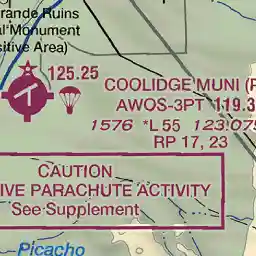 rande Ruins
al Monument
sitive Area)
125.25
COOLIDGE MUNI (P
AWOS-3PT 119.3
1576 *L 55 123.075
RP 17, 23
CAUTION
IVE PARACHUTE ACTIVITY
See Supplement
Picacho